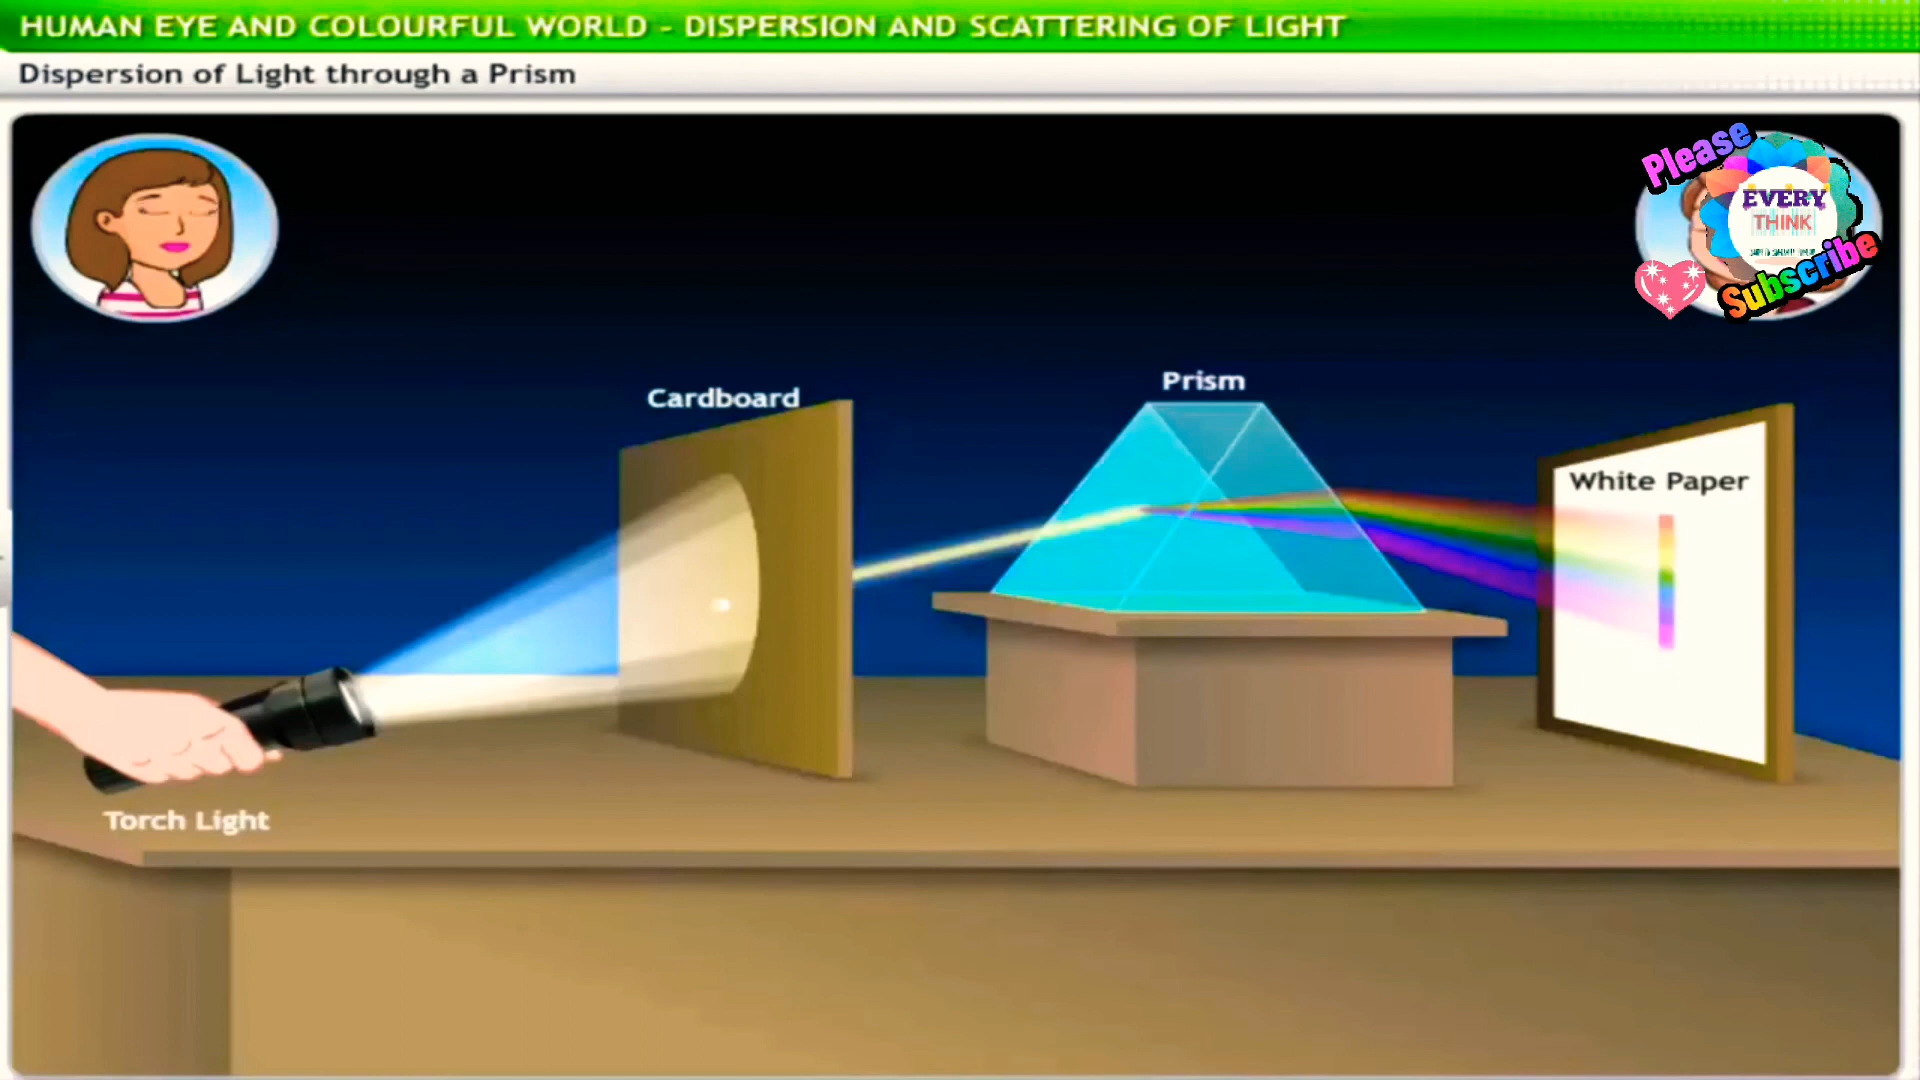 HUMAN EYE AND COLOURFUL WORLD - DISPERSION AND SCATTERING OF LIGHT
Dispersion of Light through a Prism
Please
EVERY
THINK
Subscribe
Prism
Cardboard
White Paper
Torch Light